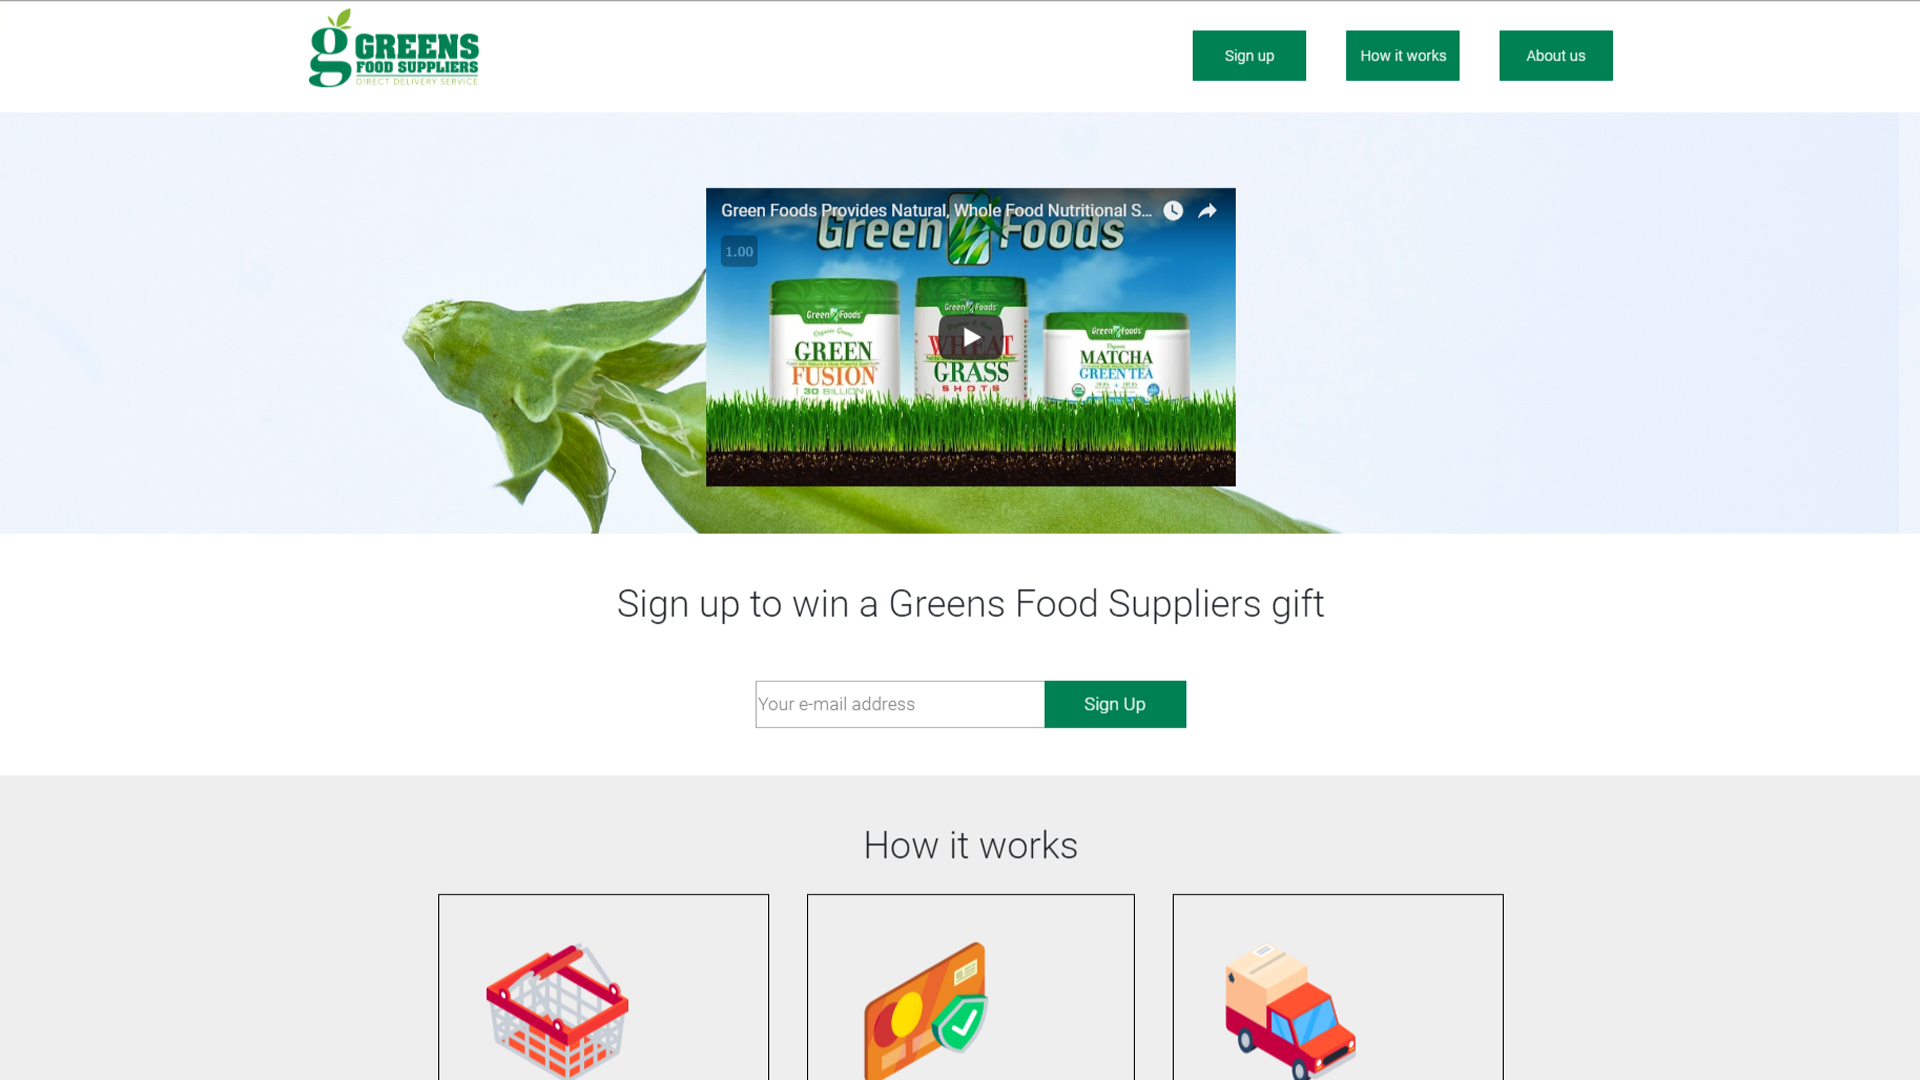 GREENS
FOOD SUPPLIERS
DIRECT DELIVERY SERVICE
Sign up
How it works
About us
Green Foods Provides Natural, Whole Food Nutritional S...
Green Foods
1.00
Green Foods
GREEN
FUSION
30 BILLION
Green Foods
WHEAT
GRASS
SHOTS
Green Foods
Organic
MATCHA
GREEN TEA
Sign up to win a Greens Food Suppliers gift
Your e-mail address
Sign Up
How it works